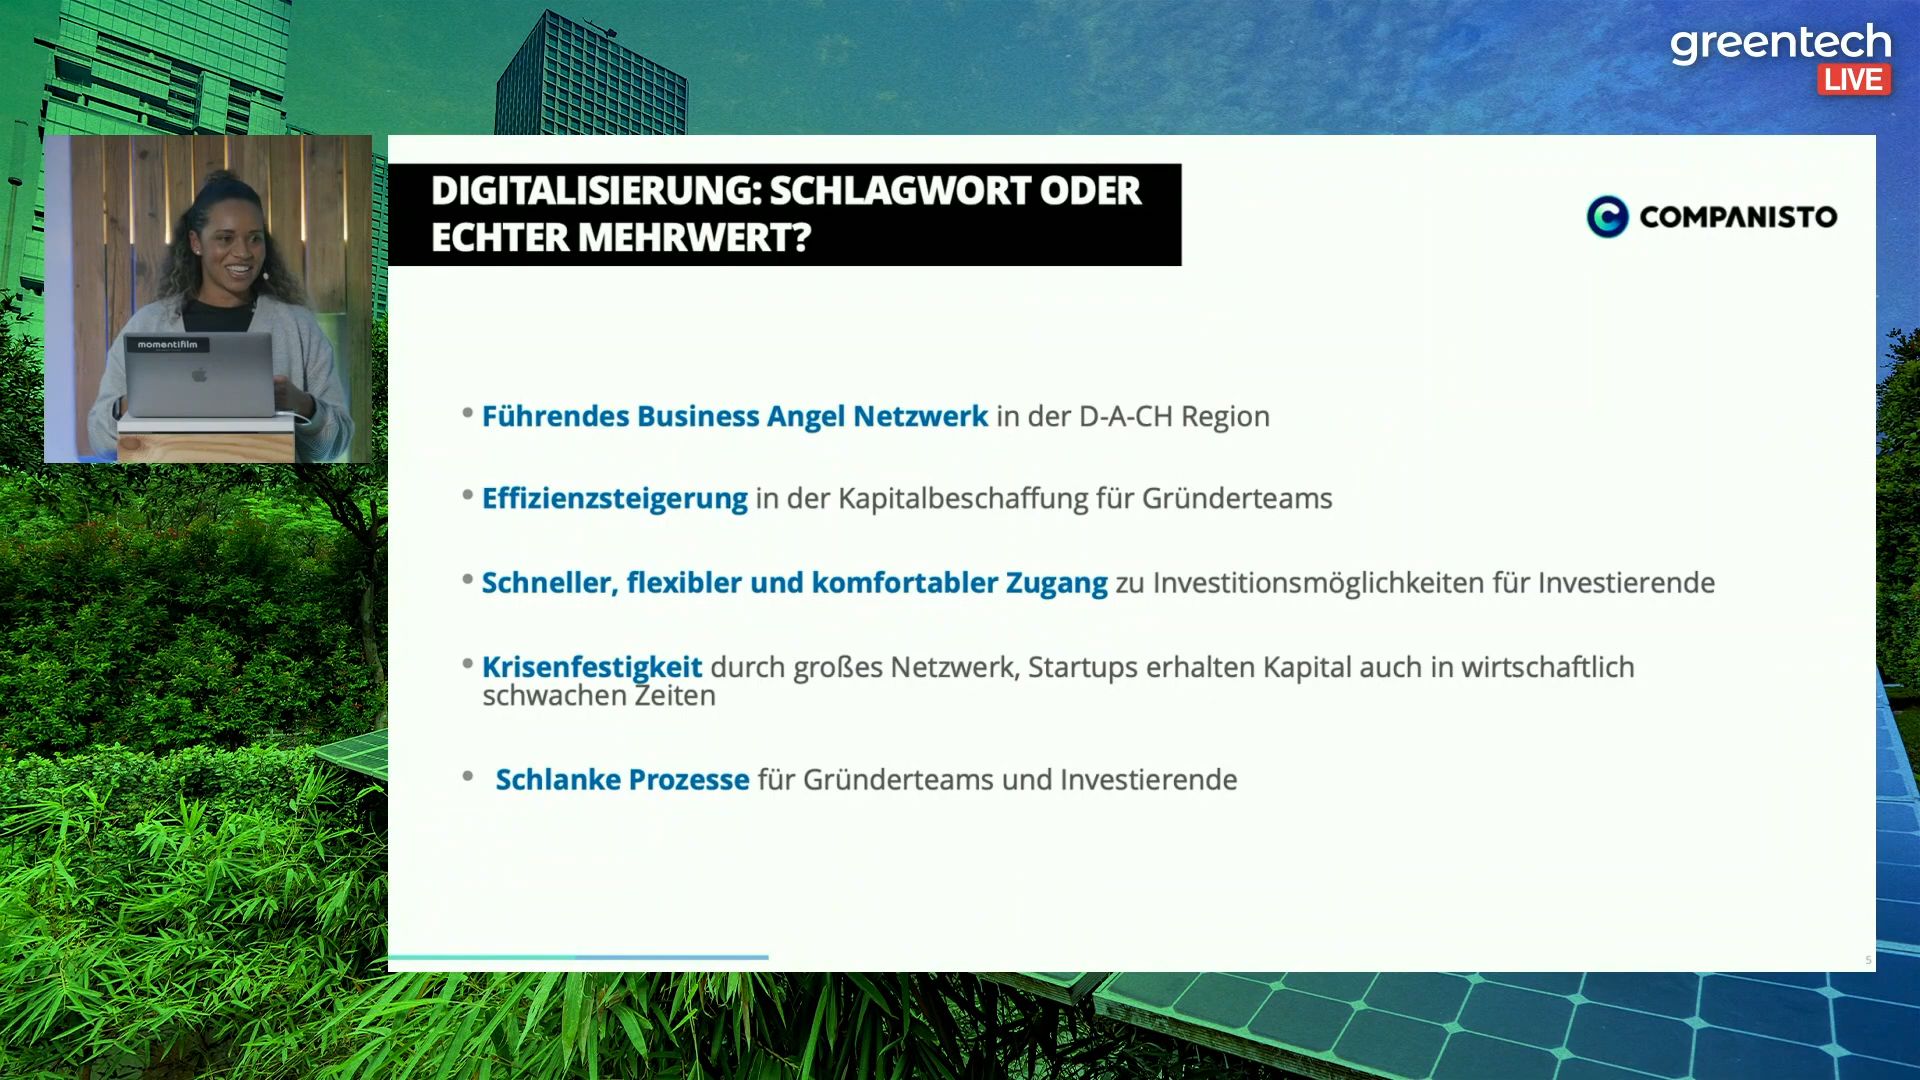 greentech
LIVE
DIGITALISIERUNG: SCHLAGWORT ODER
ECHTER MEHRWERT?
COMPANISTO
momentifilm
• Führendes Business Angel Netzwerk in der D-A-CH Region
• Effizienzsteigerung in der Kapitalbeschaffung für Gründerteams
• Schneller, flexibler und komfortabler Zugang zu Investitionsmöglichkeiten für Investierende
• Krisenfestigkeit durch großes Netzwerk, Startups erhalten Kapital auch in wirtschaftlich
schwachen Zeiten
• Schlanke Prozesse für Gründerteams und Investierende
5